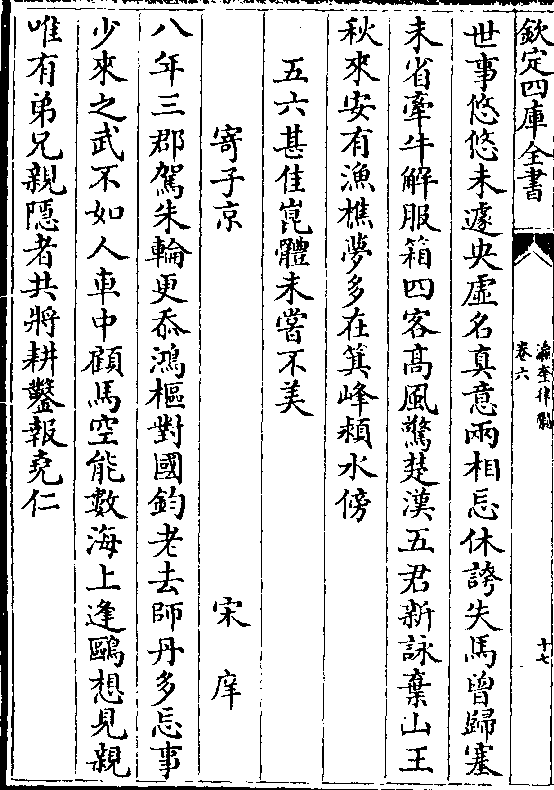 欽定四庫全書
瀛奎律髓
卷六
十七
世事悠悠未遽央虛名真意兩相忘休誇失馬曾歸塞
未省牽牛解服箱四客髙風驚楚漢五君新詠棄山王
秋來安有漁樵夢多在箕峰潁水傍
五六甚佳崑體未嘗不美
寄子京 宋庠
八年三郡駕朱輪更忝鴻樞對國鈞老去師丹多忘事
少來之武不如人車中顧馬空能數海上逢鷗想見親
唯有弟兄親隠者共將耕鑿報堯仁